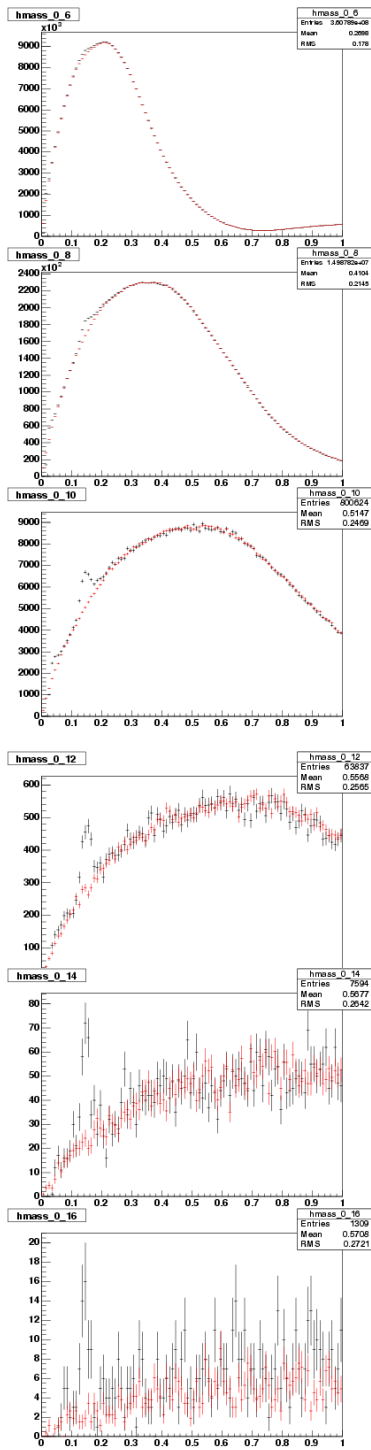 hmass_0_6
hmass_0_6
Entries 3.60789e+08
Mean 0.2698
RMS 0.178
x10³
9000
8000
7000
6000
5000
4000
3000
2000
1000
0
0 0.1 0.2 0.3 0.4 0.5 0.6 0.7 0.8 0.9 1
hmass_0_8
hmass_0_8
Entries 1.498782e+07
Mean 0.4104
RMS 0.2145
x10³
2400
2200
2000
1800
1600
1400
1200
1000
800
600
400
200
0
0 0.1 0.2 0.3 0.4 0.5 0.6 0.7 0.8 0.9 1
hmass_0_10
hmass_0_10
Entries 800624
Mean 0.5147
RMS 0.2469
9000
8000
7000
6000
5000
4000
3000
2000
1000
0
0 0.1 0.2 0.3 0.4 0.5 0.6 0.7 0.8 0.9 1
hmass_0_12
hmass_0_12
Entries 63837
Mean 0.5568
RMS 0.2565
600
500
400
300
200
100
0 0.1 0.2 0.3 0.4 0.5 0.6 0.7 0.8 0.9 1
hmass_0_14
hmass_0_14
Entries 7594
Mean 0.5677
RMS 0.2642
80
70
60
50
40
30
20
10
0
0 0.1 0.2 0.3 0.4 0.5 0.6 0.7 0.8 0.9 1
hmass_0_16
hmass_0_16
Entries 1309
Mean 0.5708
RMS 0.2721
20
18
16
14
12
10
8
6
4
2
0
0 0.1 0.2 0.3 0.4 0.5 0.6 0.7 0.8 0.9 1